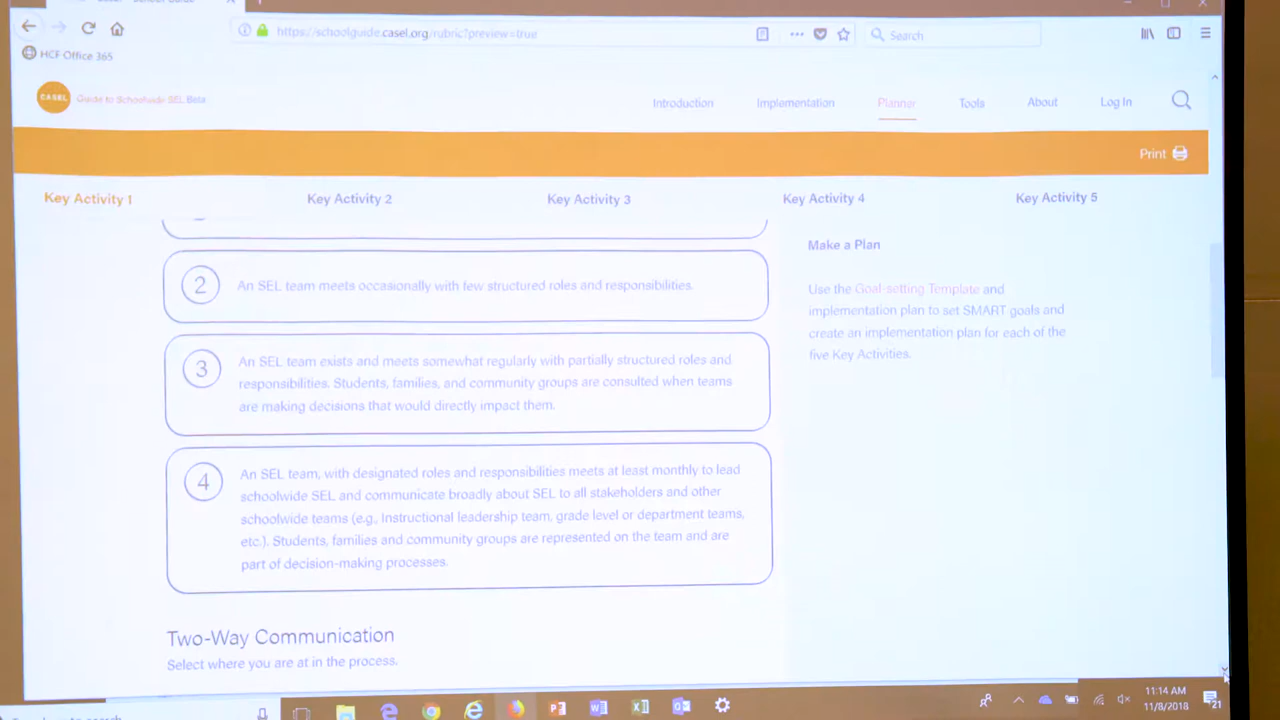 https://schoolguide.casel.org/rubric?preview=true
Search
HCF Office 365
CASEL
Guide to Schoolwide SEL Beta
Introduction
Implementation
Planner
Tools
About
Log In
Print
Key Activity 1
Key Activity 2
Key Activity 3
Key Activity 4
Key Activity 5
2
An SEL team meets occasionally with few structured roles and responsibilities.
3
An SEL team exists and meets somewhat regularly with partially structured roles and
responsibilities. Students, families, and community groups are consulted when teams
are making decisions that would directly impact them.
4
An SEL team, with designated roles and responsibilities meets at least monthly to lead
schoolwide SEL and communicate broadly about SEL to all stakeholders and other
schoolwide teams (e.g., Instructional leadership team, grade level or department teams,
etc.). Students, families and community groups are represented on the team and are
part of decision-making processes.
Make a Plan
Use the Goal-setting Template and
implementation plan to set SMART goals and
create an implementation plan for each of the
five Key Activities.
Two-Way Communication
Select where you are at in the process.
11:14 AM
11/8/2018
21